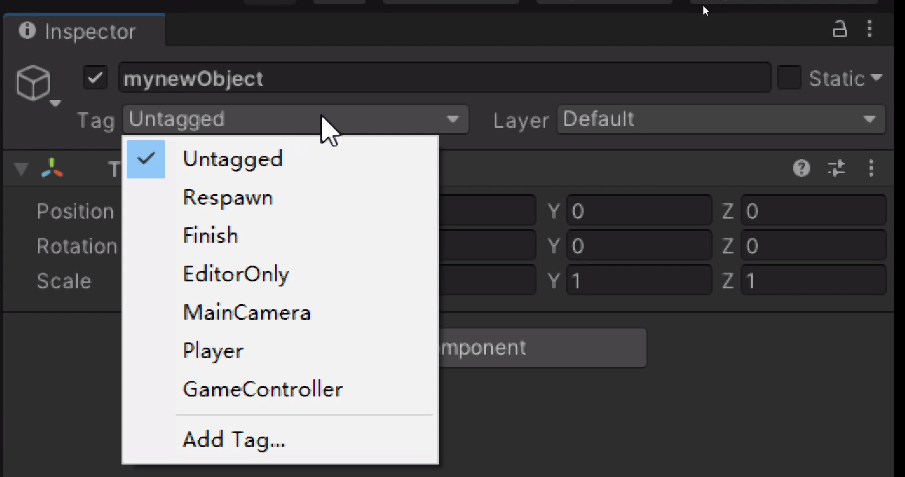 Inspector
mynewObject Static
Tag Untagged Layer Default
Untagged
Respawn
Finish
EditorOnly
MainCamera
Player
GameController
Add Tag...
Position Y 0 Z 0
Rotation Y 0 Z 0
Scale Y 1 Z 1